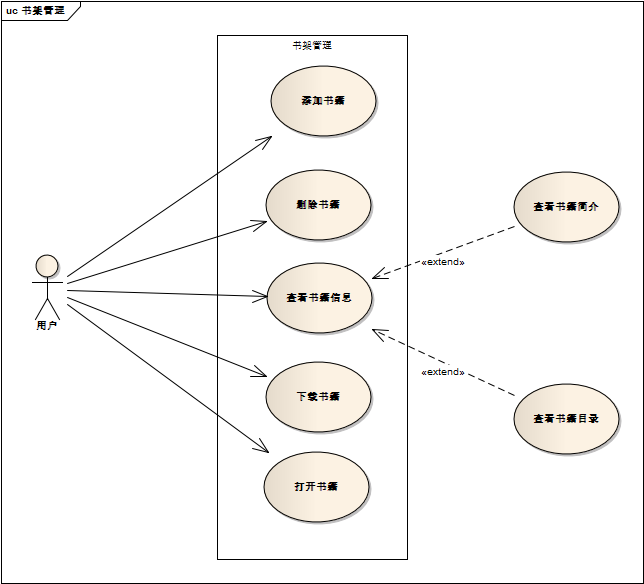 uc 书架管理
书架管理
添加书籍
删除书籍
查看书籍简介
«extend»
查看书籍信息
用户
«extend»
下载书籍
查看书籍目录
打开书籍